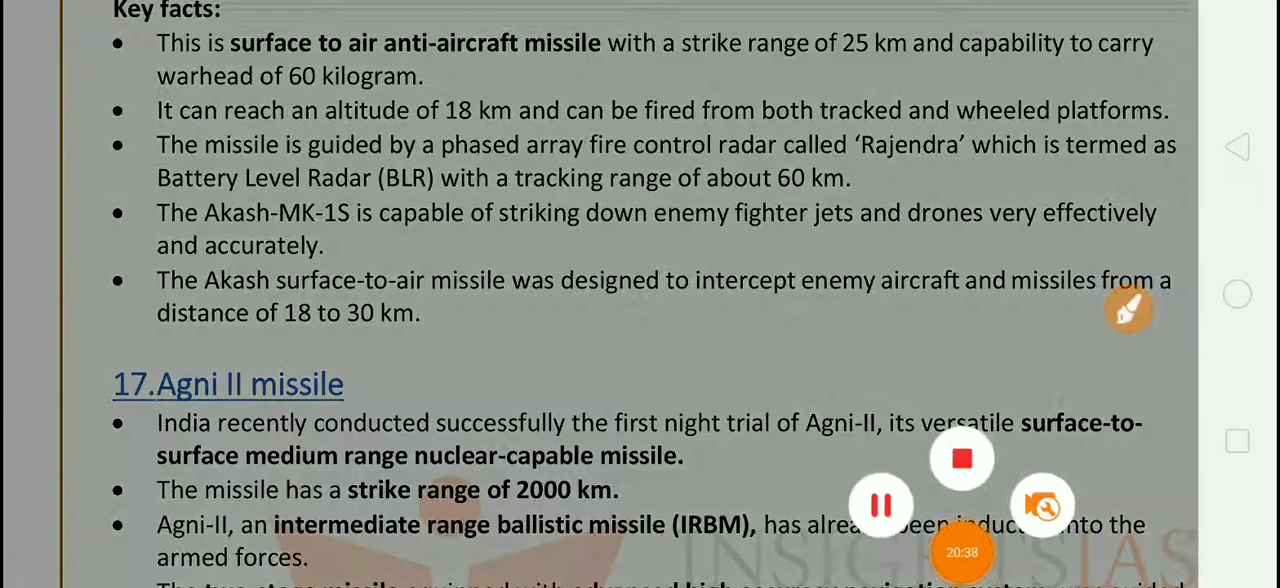 Key facts:
• This is surface to air anti-aircraft missile with a strike range of 25 km and capability to carry
warhead of 60 kilogram.
• It can reach an altitude of 18 km and can be fired from both tracked and wheeled platforms.
• The missile is guided by a phased array fire control radar called ‘Rajendra’ which is termed as
Battery Level Radar (BLR) with a tracking range of about 60 km.
• The Akash-MK-1S is capable of striking down enemy fighter jets and drones very effectively
and accurately.
• The Akash surface-to-air missile was designed to intercept enemy aircraft and missiles from a
distance of 18 to 30 km.
17.Agni II missile
• India recently conducted successfully the first night trial of Agni-II, its versatile surface-to-
surface medium range nuclear-capable missile.
• The missile has a strike range of 2000 km.
• Agni-II, an intermediate range ballistic missile (IRBM), has into the
armed forces.
20:38
INSIGHTSIAS